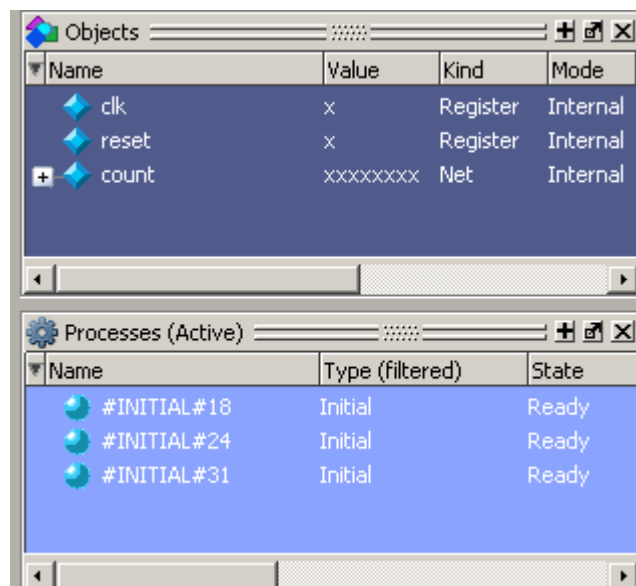 Objects
Name Value Kind Mode
clk x Register Internal
reset x Register Internal
count xxxxxxxx Net Internal
Processes (Active)
Name Type (filtered) State
#INITIAL#18 Initial Ready
#INITIAL#24 Initial Ready
#INITIAL#31 Initial Ready